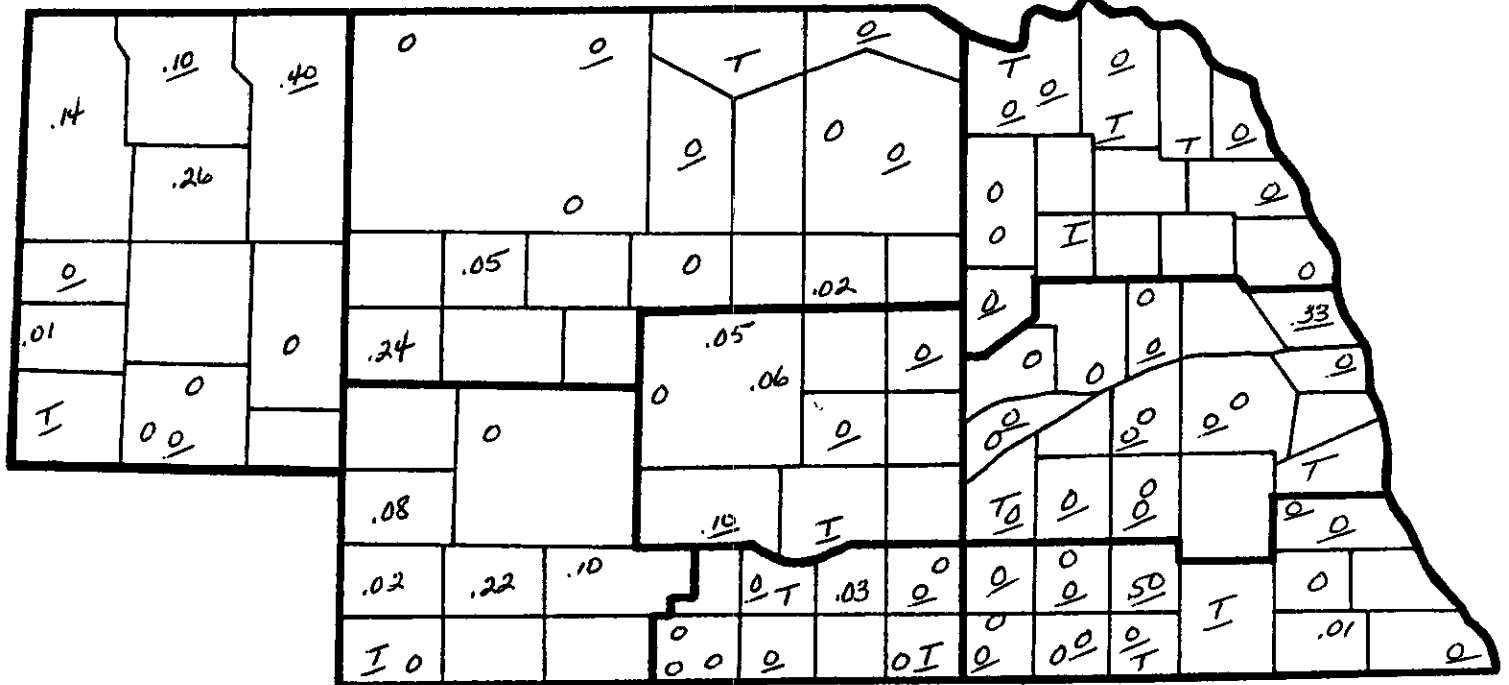 0 0 T 0
.10 .40 T 0 0 0
.14 0 0 0 T T 0
.26 0 0 0
0 0 T
0 .05 0 .02 0 0
.01 0 .24 .05 0 0 .33
.06 0 0 0 0 0
T 0 0 0 0 0 0 0 0 0 0
0 0 0 T
.08 .10 T T 0 0 0 0 0 0
.02 .22 .10 0 T .03 0 0 0 0 0 .50 T 0
T 0 0 0 0 0 0 T 0 0 0 0 0 T .01 0